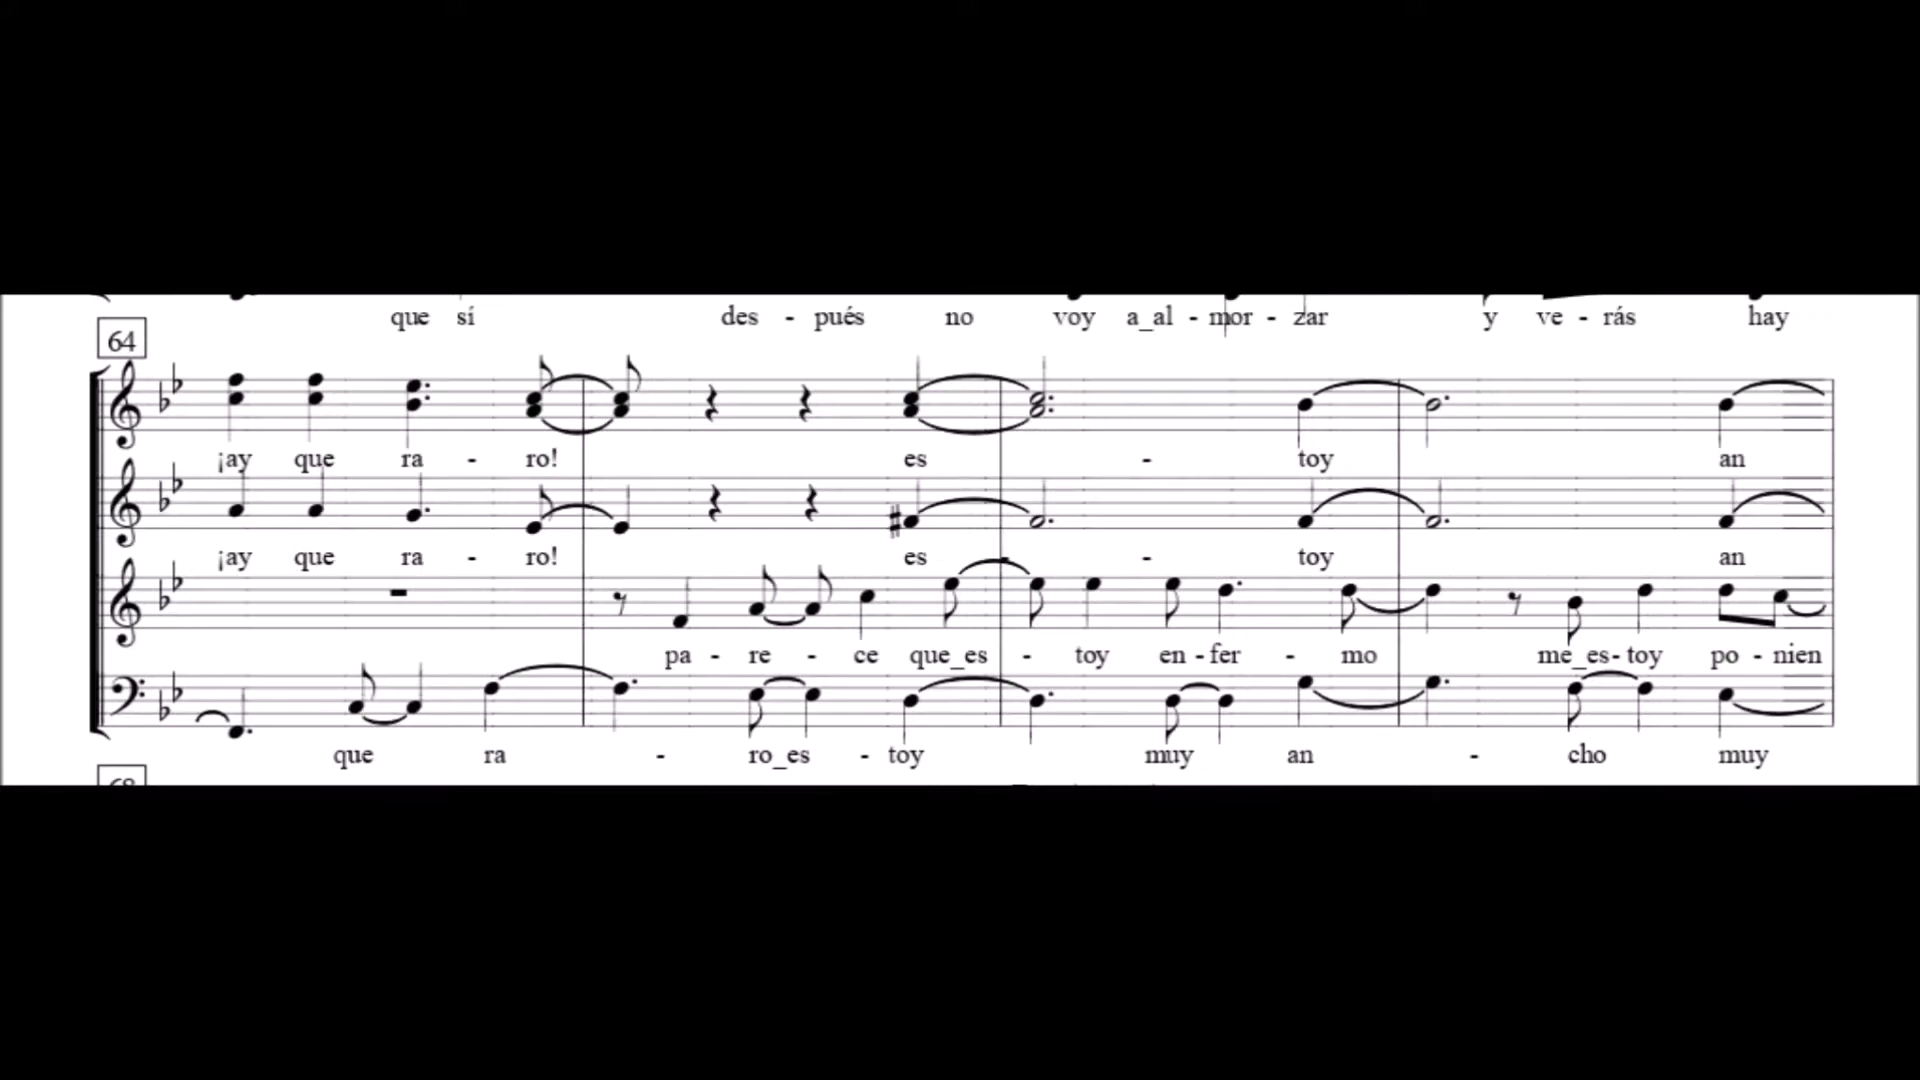 que sí des - pués no voy a_al - mor - zar y ve - rás hay
64
¡ay que ra - ro! es - toy an
¡ay que ra - ro! es - - toy an
pa - re - ce que_es - toy en - fer - mo me_es - toy po - nien
que ra - ro_es - toy muy an - cho muy